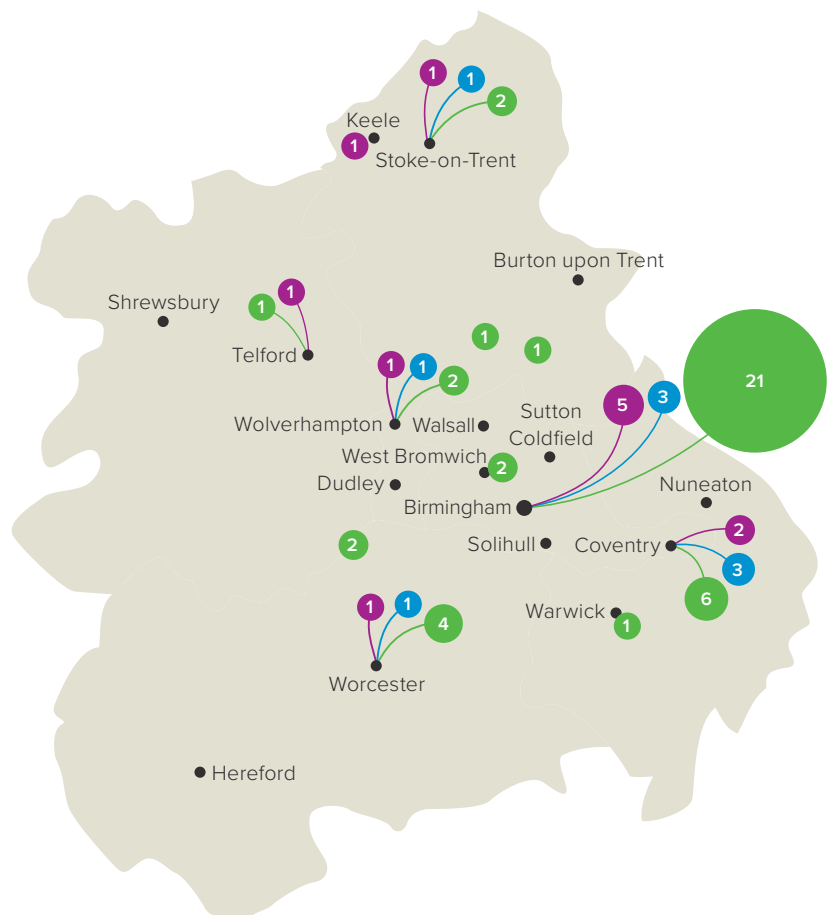 1
1
2
Keele
1
Stoke-on-Trent
Burton upon Trent
Shrewsbury
1
1
Telford
1
1
21
1
1
2
5
3
Wolverhampton
Walsall
Sutton
Coldfield
West Bromwich
2
Dudley
Nuneaton
Birmingham
2
Solihull
Coventry
2
3
6
1
1
4
Warwick
1
Worcester
Hereford